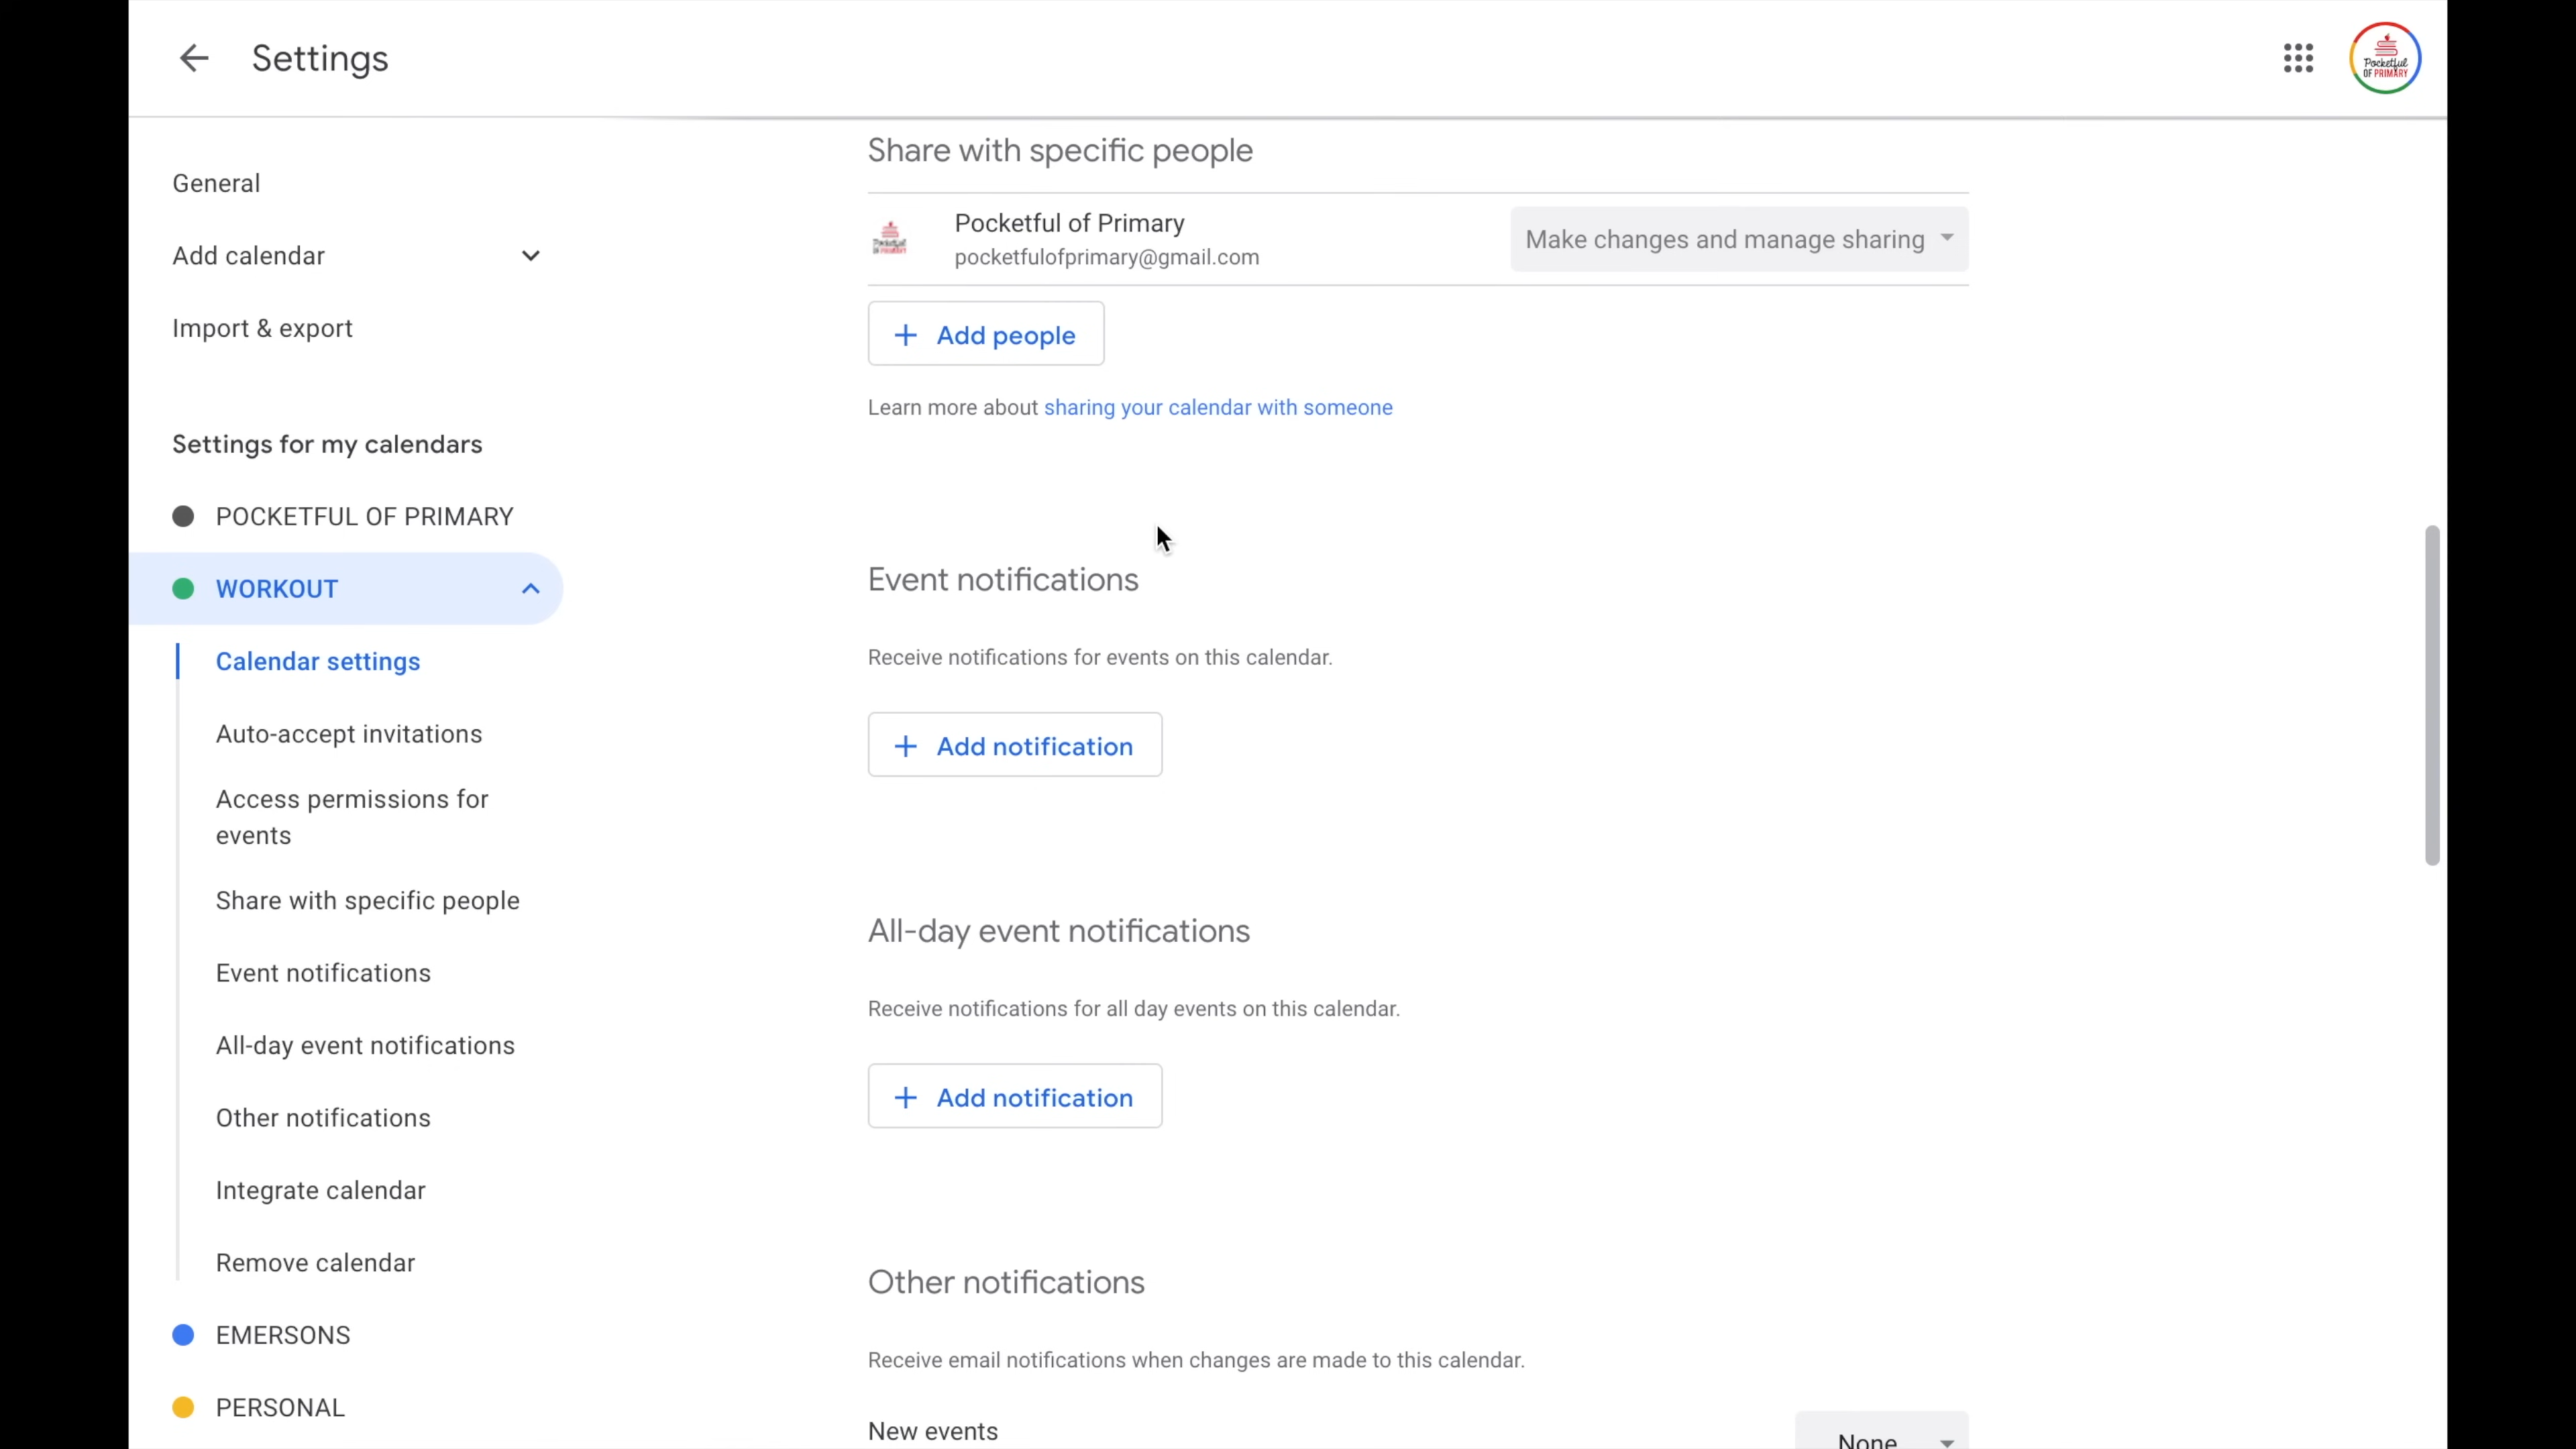 Settings
Pocketful
OF PRIMARY
General
Add calendar
Import & export
Settings for my calendars
POCKETFUL OF PRIMARY
WORKOUT
Calendar settings
Auto-accept invitations
Access permissions for
events
Share with specific people
Event notifications
All-day event notifications
Other notifications
Integrate calendar
Remove calendar
EMERSONS
PERSONAL
Share with specific people
Pocketful of Primary
pocketfulofprimary@gmail.com
Make changes and manage sharing
+ Add people
Learn more about sharing your calendar with someone
Event notifications
Receive notifications for events on this calendar.
+ Add notification
All-day event notifications
Receive notifications for all day events on this calendar.
+ Add notification
Other notifications
Receive email notifications when changes are made to this calendar.
New events
None